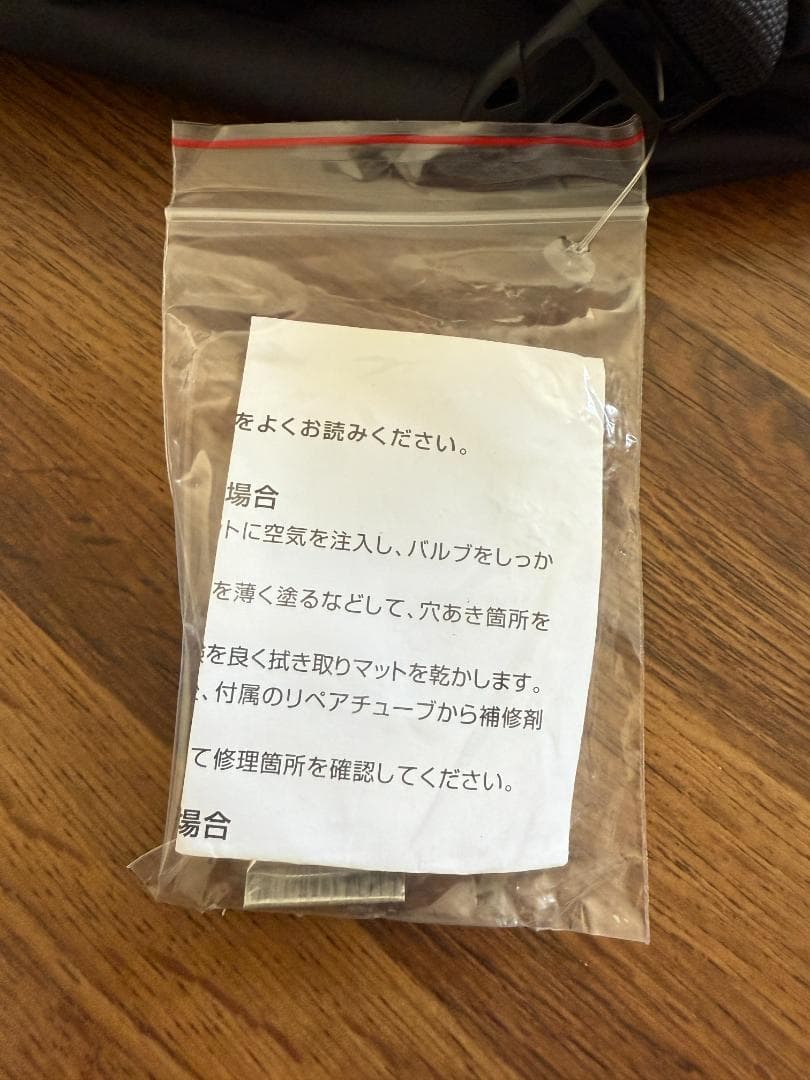 をよくお読みください。
場合
トに空気を注入し、バルブをしっか
を薄く塗るなどして、穴あき箇所を
を良く拭き取りマットを乾かします。
、付属のリペアチューブから補修剤
て修理箇所を確認してください。
場合